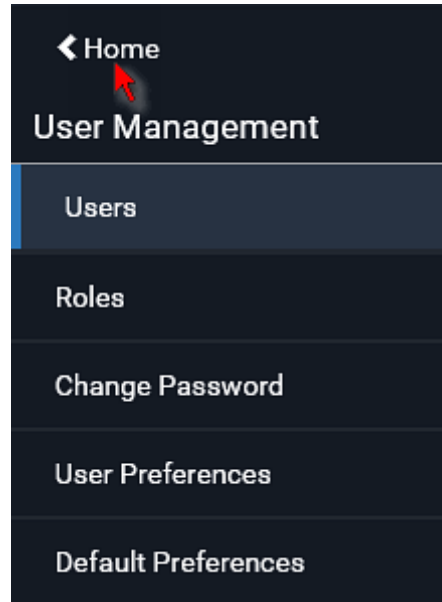 Home
User Management
Users
Roles
Change Password
User Preferences
Default Preferences